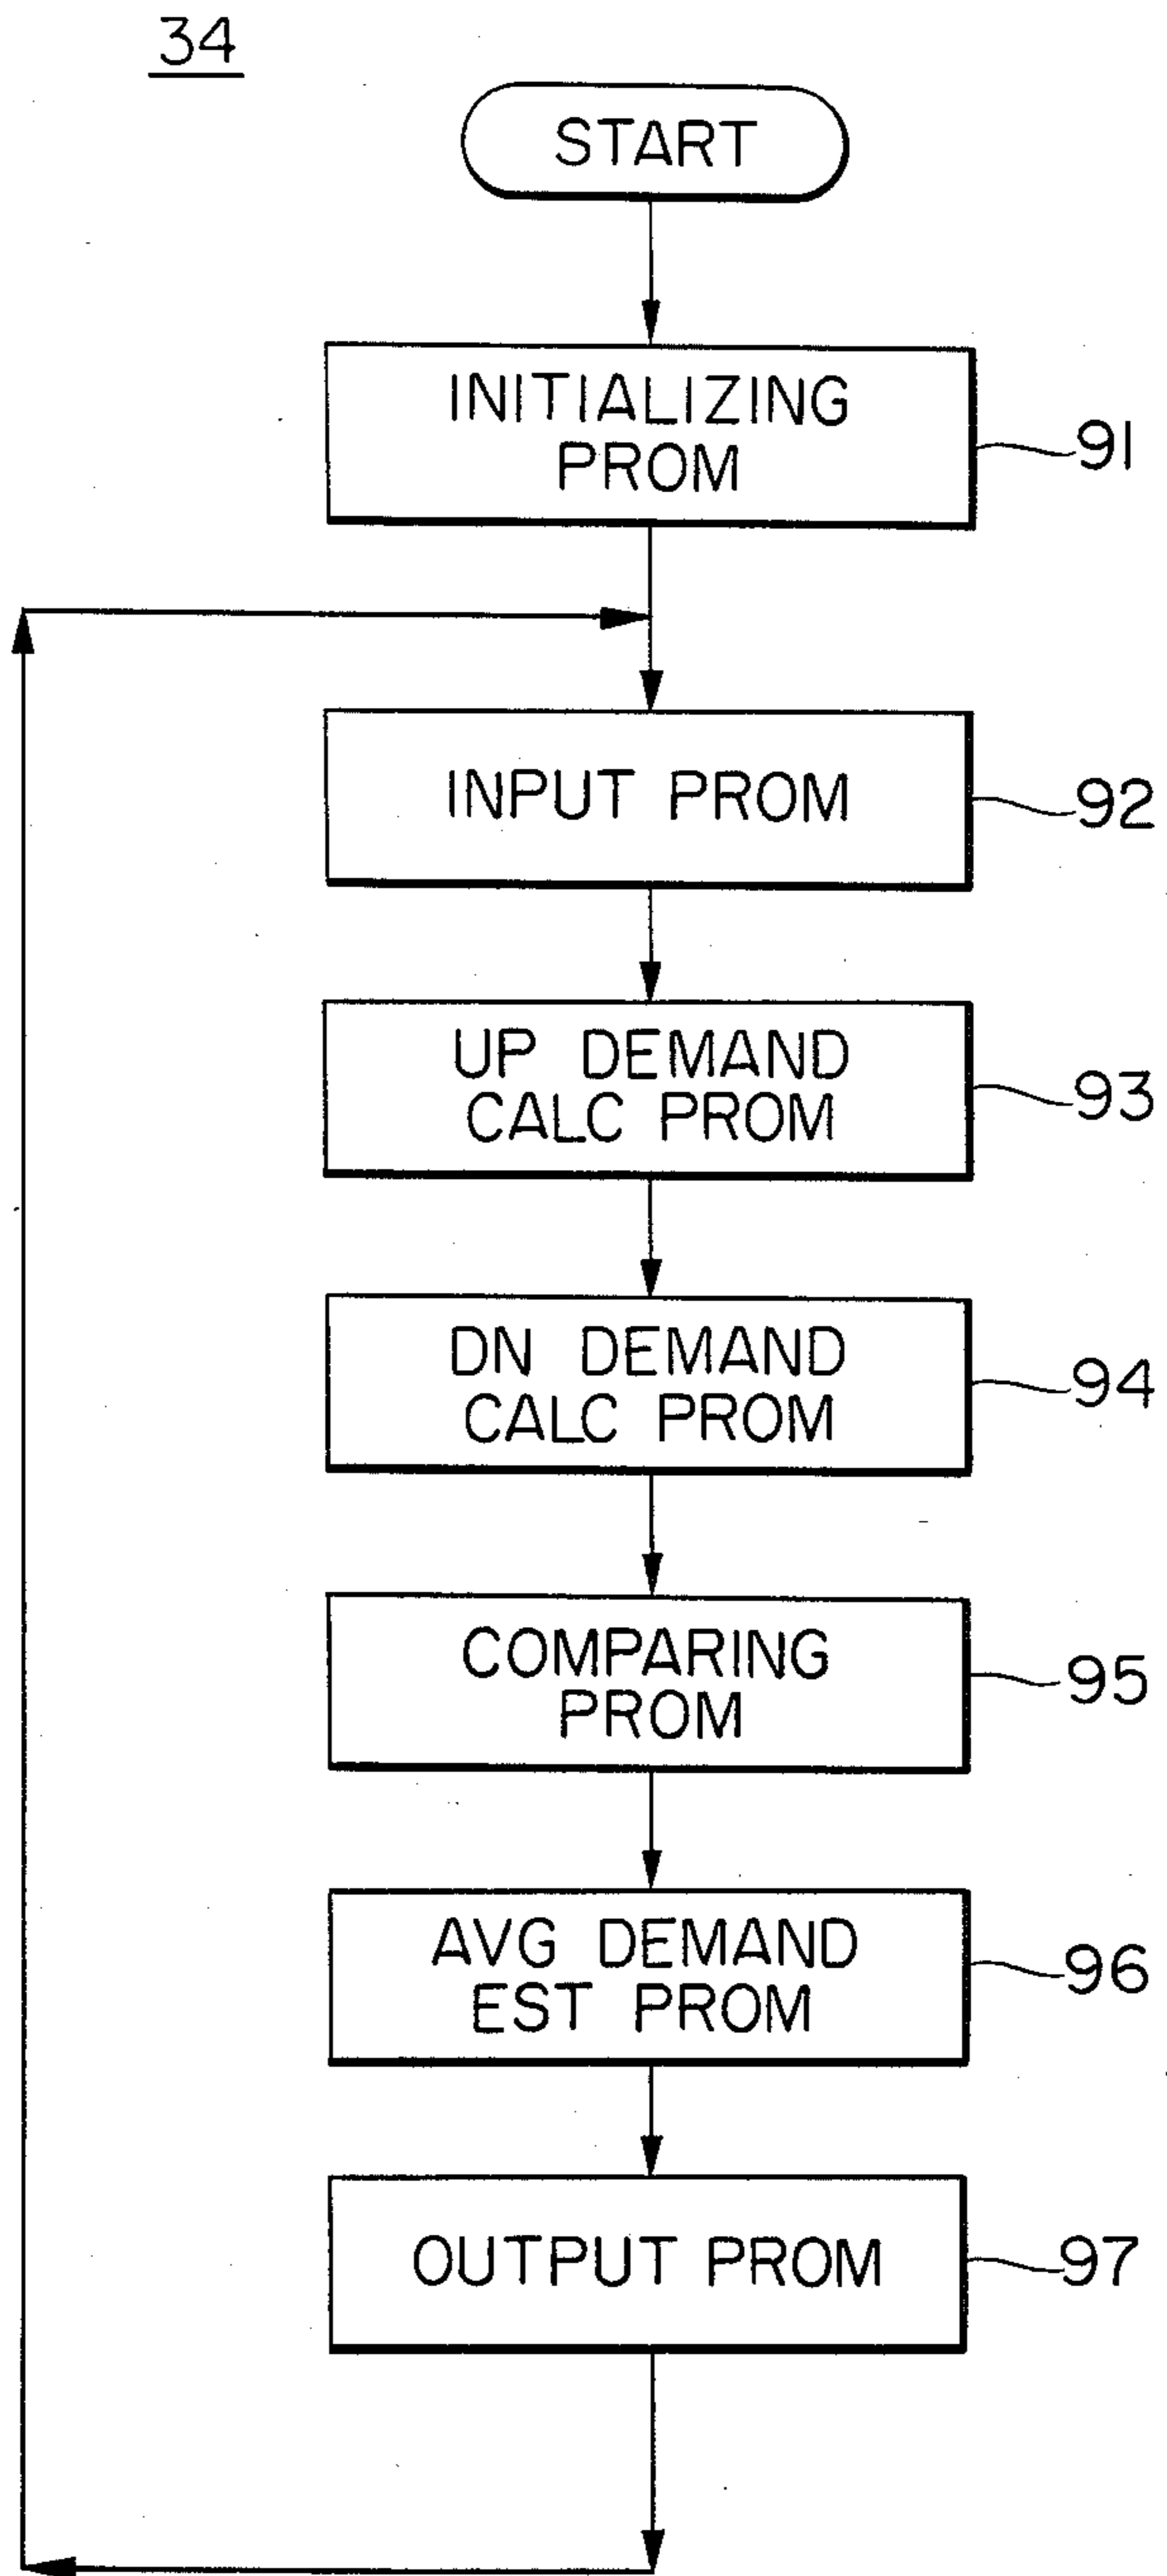 34
START
INITIALIZING
PROM
91
INPUT PROM
92
UP DEMAND
CALC PROM
93
DN DEMAND
CALC PROM
94
COMPARING
PROM
95
AVG DEMAND
EST PROM
96
OUTPUT PROM
97